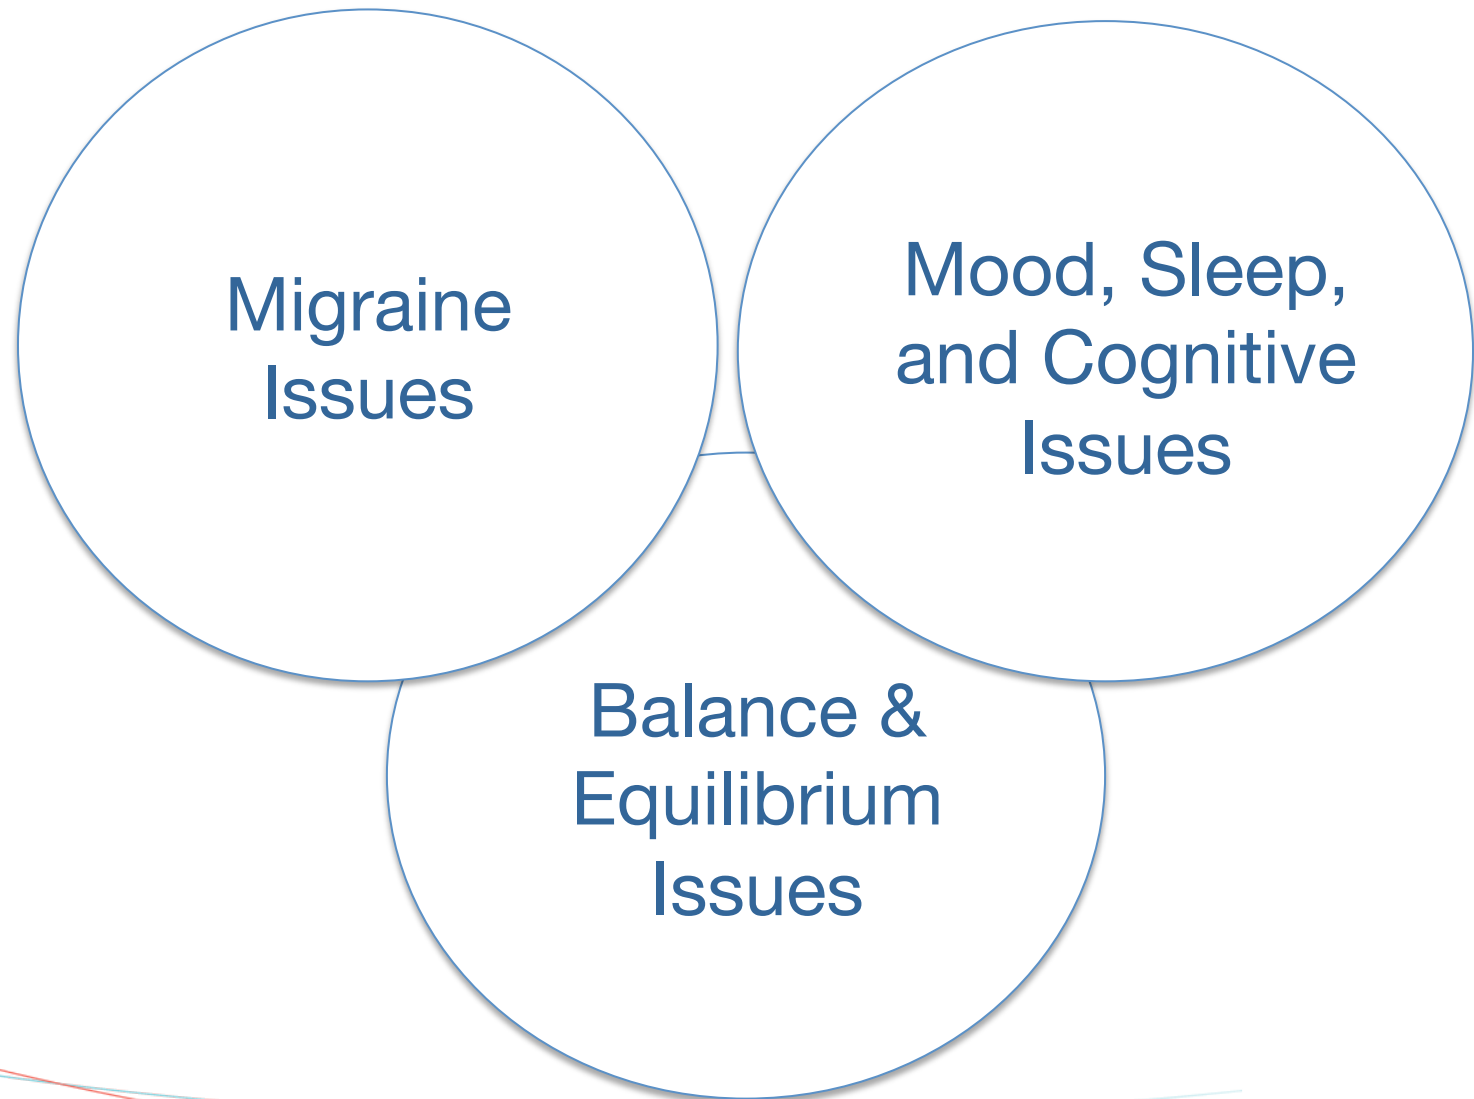 Migraine
Issues
Mood, Sleep,
and Cognitive
Issues
Balance &
Equilibrium
Issues